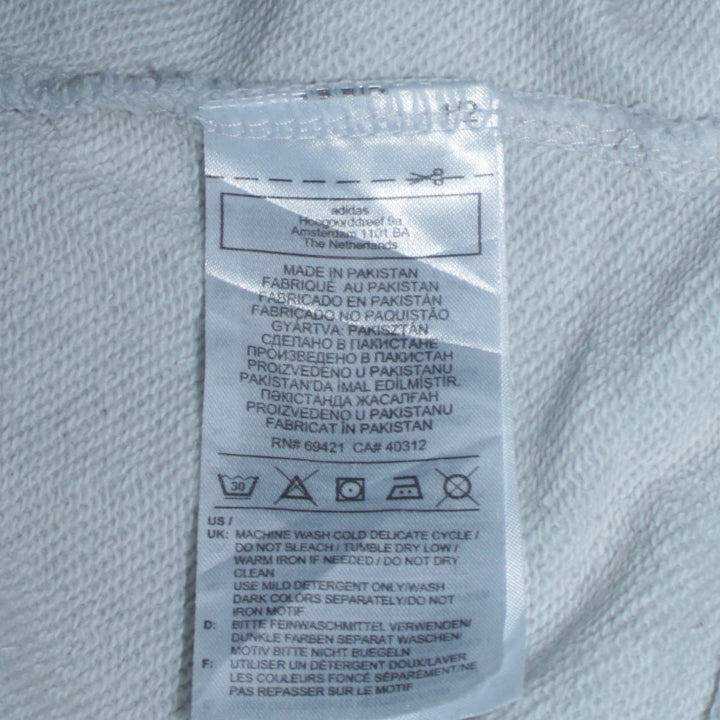 1/2
adidas
Hoogoorddreef 9a
Amsterdam 1101 BA
The Netherlands
MADE IN PAKISTAN
FABRIQUÉ AU PAKISTAN
FABRICADO EN PAKISTÁN
FABRICADO NO PAQUISTÃO
GYÁRTVA: PAKISZTÁN
СДЕЛАНО В ПАКИСТАНЕ
ПРОИЗВЕДЕНО В ПАКИСТАН
PROIZVEDENO U PAKISTANU
PAKISTAN'DA IMAL EDİLMİŞTİR.
ПӘКІСТАНДА ЖАСАЛҒАН
PROIZVEDENO U PAKISTANU
FABRICAT ÎN PAKISTAN
RN# 69421 CA# 40312
30
US /
UK: MACHINE WASH COLD DELICATE CYCLE /
DO NOT BLEACH / TUMBLE DRY LOW /
WARM IRON IF NEEDED / DO NOT DRY
CLEAN
USE MILD DETERGENT ONLY/WASH
DARK COLORS SEPARATELY/DO NOT
IRON MOTIF
D: BITTE FEINWASCHMITTEL VERWENDEN/
DUNKLE FARBEN SEPARAT WASCHEN/
MOTIV BITTE NICHT BUEGELN
F: UTILISER UN DÉTERGENT DOUX/LAVER
LES COULEURS FONCÉ SÉPARÉMENT/NE
PAS REPASSER SUR LE MOTIF